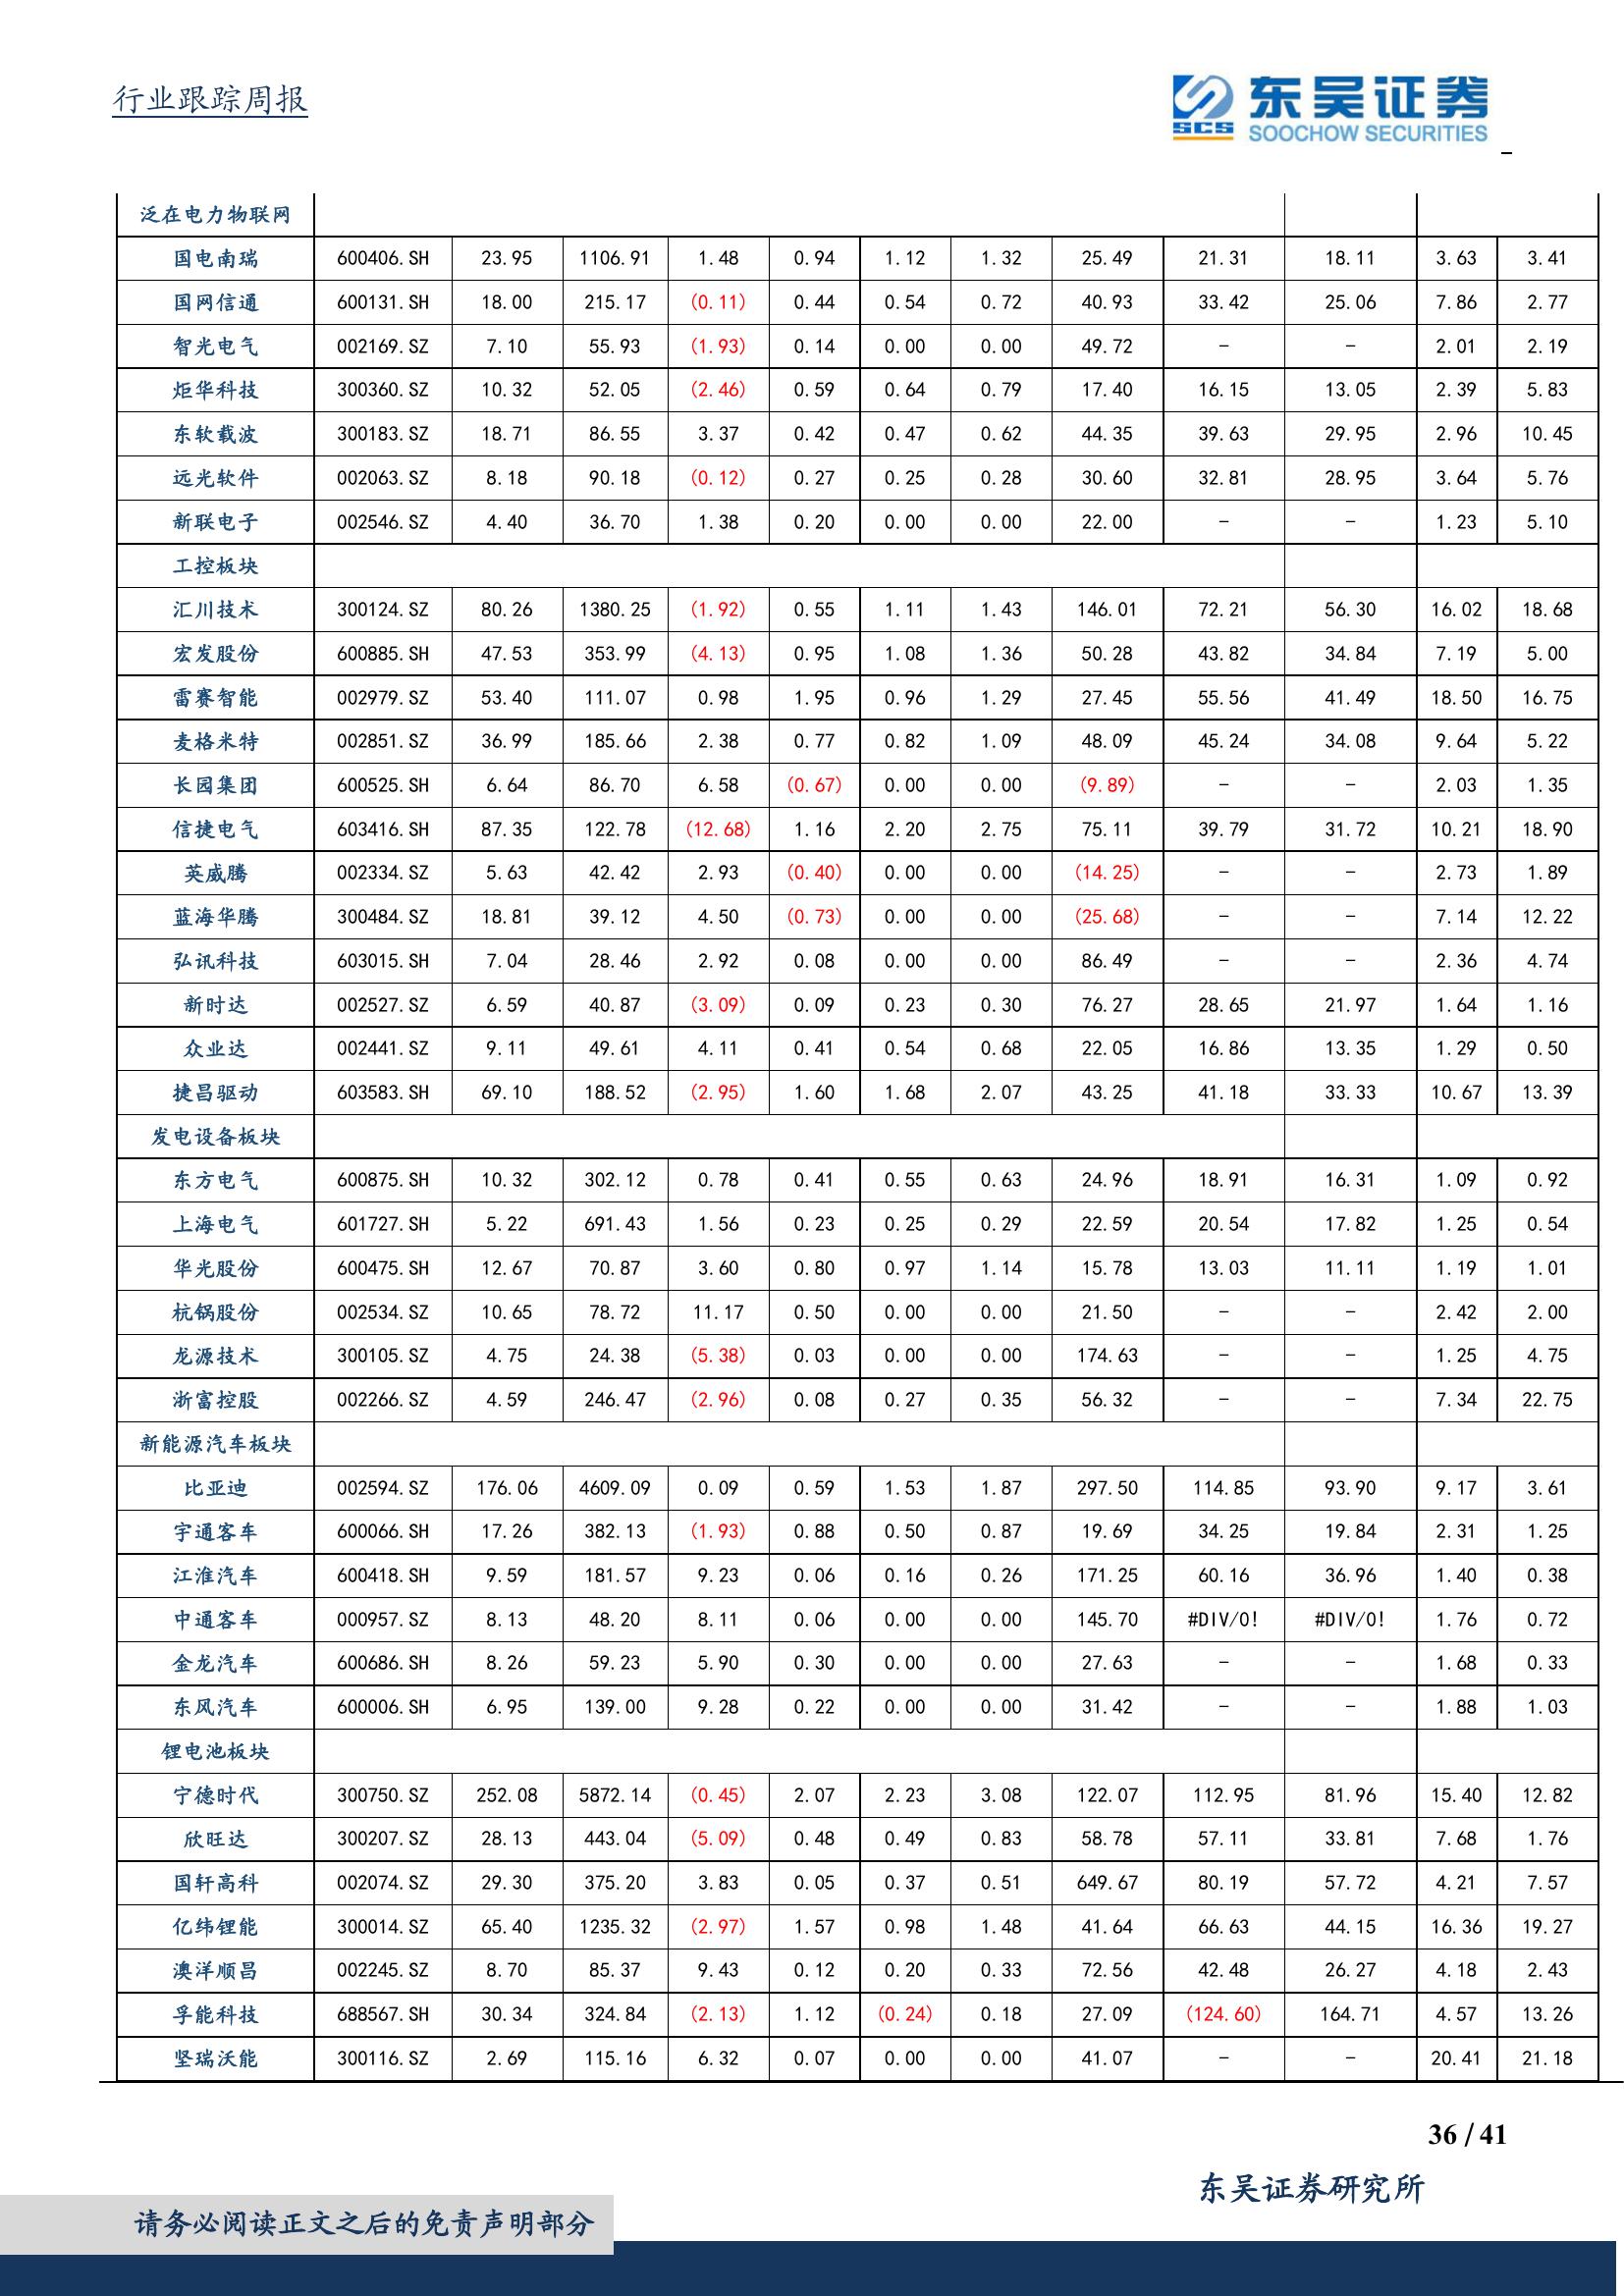 行业跟踪周报
SCS 东吴证券
SOOCHOW SECURITIES
泛在电力物联网
国电南瑞 600406.SH 23.95 1106.91 1.48 0.94 1.12 1.32 25.49 21.31 18.11 3.63 3.41
国网信通 600131.SH 18.00 215.17 (0.11) 0.44 0.54 0.72 40.93 33.42 25.06 7.86 2.77
智光电气 002169.SZ 7.10 55.93 (1.93) 0.14 0.00 0.00 49.72 - - 2.01 2.19
炬华科技 300360.SZ 10.32 52.05 (2.46) 0.59 0.64 0.79 17.40 16.15 13.05 2.39 5.83
东软载波 300183.SZ 18.71 86.55 3.37 0.42 0.47 0.62 44.35 39.63 29.95 2.96 10.45
远光软件 002063.SZ 8.18 90.18 (0.12) 0.27 0.25 0.28 30.60 32.81 28.95 3.64 5.76
新联电子 002546.SZ 4.40 36.70 1.38 0.20 0.00 0.00 22.00 - - 1.23 5.10
工控板块
汇川技术 300124.SZ 80.26 1380.25 (1.92) 0.55 1.11 1.43 146.01 72.21 56.30 16.02 18.68
宏发股份 600885.SH 47.53 353.99 (4.13) 0.95 1.08 1.36 50.28 43.82 34.84 7.19 5.00
雷赛智能 002979.SZ 53.40 111.07 0.98 1.95 0.96 1.29 27.45 55.56 41.49 18.50 16.75
麦格米特 002851.SZ 36.99 185.66 2.38 0.77 0.82 1.09 48.09 45.24 34.08 9.64 5.22
长园集团 600525.SH 6.64 86.70 6.58 (0.67) 0.00 0.00 (9.89) - - 2.03 1.35
信捷电气 603416.SH 87.35 122.78 (12.68) 1.16 2.20 2.75 75.11 39.79 31.72 10.21 18.90
英威腾 002334.SZ 5.63 42.42 2.93 (0.40) 0.00 0.00 (14.25) - - 2.73 1.89
蓝海华腾 300484.SZ 18.81 39.12 4.50 (0.73) 0.00 0.00 (25.68) - - 7.14 12.22
弘讯科技 603015.SH 7.04 28.46 2.92 0.08 0.00 0.00 86.49 - - 2.36 4.74
新时达 002527.SZ 6.59 40.87 (3.09) 0.09 0.23 0.30 76.27 28.65 21.97 1.64 1.16
众业达 002441.SZ 9.11 49.61 4.11 0.41 0.54 0.68 22.05 16.86 13.35 1.29 0.50
捷昌驱动 603583.SH 69.10 188.52 (2.95) 1.60 1.68 2.07 43.25 41.18 33.33 10.67 13.39
发电设备板块
东方电气 600875.SH 10.32 302.12 0.78 0.41 0.55 0.63 24.96 18.91 16.31 1.09 0.92
上海电气 601727.SH 5.22 691.43 1.56 0.23 0.25 0.29 22.59 20.54 17.82 1.25 0.54
华光股份 600475.SH 12.67 70.87 3.60 0.80 0.97 1.14 15.78 13.03 11.11 1.19 1.01
杭锅股份 002534.SZ 10.65 78.72 11.17 0.50 0.00 0.00 21.50 - - 2.42 2.00
龙源技术 300105.SZ 4.75 24.38 (5.38) 0.03 0.00 0.00 174.63 - - 1.25 4.75
浙富控股 002266.SZ 4.59 246.47 (2.96) 0.08 0.27 0.35 56.32 - - 7.34 22.75
新能源汽车板块
比亚迪 002594.SZ 176.06 4609.09 0.09 0.59 1.53 1.87 297.50 114.85 93.90 9.17 3.61
宇通客车 600066.SH 17.26 382.13 (1.93) 0.88 0.50 0.87 19.69 34.25 19.84 2.31 1.25
江淮汽车 600418.SH 9.59 181.57 9.23 0.06 0.16 0.26 171.25 60.16 36.96 1.40 0.38
中通客车 000957.SZ 8.13 48.20 8.11 0.06 0.00 0.00 145.70 #DIV/0! #DIV/0! 1.76 0.72
金龙汽车 600686.SH 8.26 59.23 5.90 0.30 0.00 0.00 27.63 - - 1.68 0.33
东风汽车 600006.SH 6.95 139.00 9.28 0.22 0.00 0.00 31.42 - - 1.88 1.03
锂电池板块
宁德时代 300750.SZ 252.08 5872.14 (0.45) 2.07 2.23 3.08 122.07 112.95 81.96 15.40 12.82
欣旺达 300207.SZ 28.13 443.04 (5.09) 0.48 0.49 0.83 58.78 57.11 33.81 7.68 1.76
国轩高科 002074.SZ 29.30 375.20 3.83 0.05 0.37 0.51 649.67 80.19 57.72 4.21 7.57
亿纬锂能 300014.SZ 65.40 1235.32 (2.97) 1.57 0.98 1.48 41.64 66.63 44.15 16.36 19.27
澳洋顺昌 002245.SZ 8.70 85.37 9.43 0.12 0.20 0.33 72.56 42.48 26.27 4.18 2.43
孚能科技 688567.SH 30.34 324.84 (2.13) 1.12 (0.24) 0.18 27.09 (124.60) 164.71 4.57 13.26
坚瑞沃能 300116.SZ 2.69 115.16 6.32 0.07 0.00 0.00 41.07 - - 20.41 21.18
36 / 41
东吴证券研究所
请务必阅读正文之后的免责声明部分